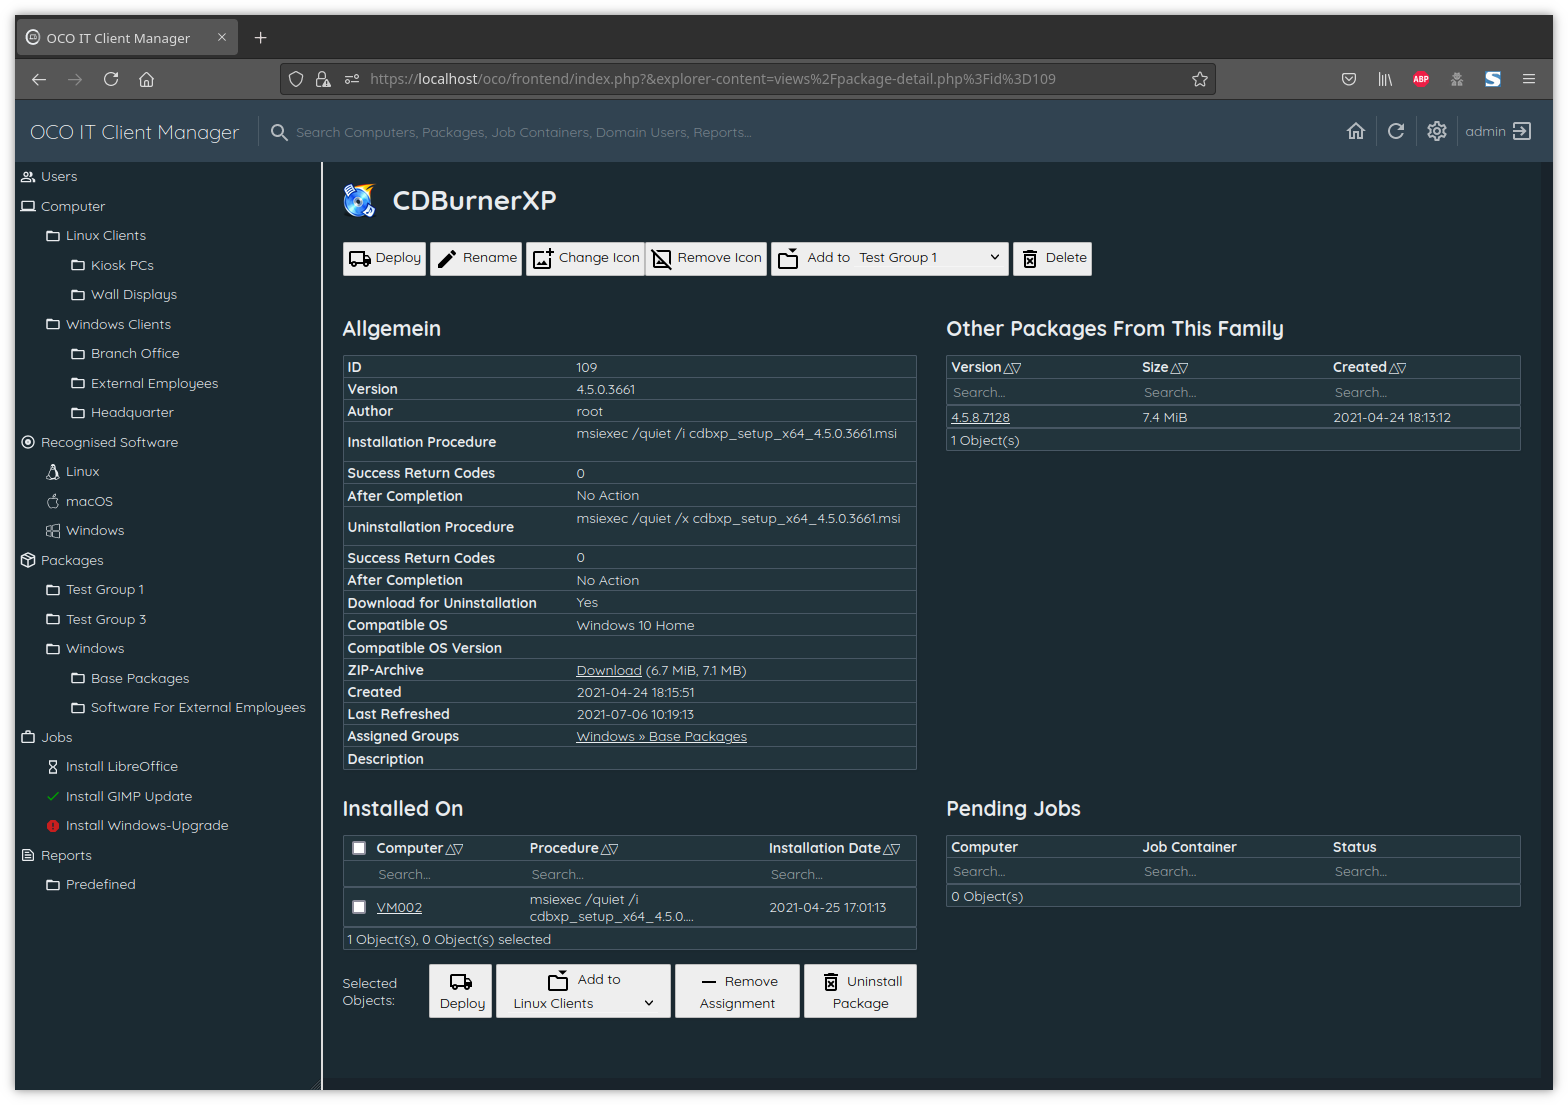 OCO IT Client Manager
https://localhost/oco/frontend/index.php?&explorer-content=views%2Fpackage-detail.php%3Fid%3D109
ABP
S
OCO IT Client Manager
Search Computers, Packages, Job Containers, Domain Users, Reports...
admin
Users
Computer
Linux Clients
Kiosk PCs
Wall Displays
Windows Clients
Branch Office
External Employees
Headquarter
Recognised Software
Linux
macOS
Windows
Packages
Test Group 1
Test Group 3
Windows
Base Packages
Software For External Employees
Jobs
Install LibreOffice
Install GIMP Update
Install Windows-Upgrade
Reports
Predefined
CDBurnerXP
Deploy Rename Change Icon Remove Icon Add to Test Group 1 Delete
Allgemein
ID 109
Version 4.5.0.3661
Author root
Installation Procedure msiexec /quiet /i cdbxp_setup_x64_4.5.0.3661.msi
Success Return Codes 0
After Completion No Action
Uninstallation Procedure msiexec /quiet /x cdbxp_setup_x64_4.5.0.3661.msi
Success Return Codes 0
After Completion No Action
Download for Uninstallation Yes
Compatible OS Windows 10 Home
Compatible OS Version
ZIP-Archive Download (6.7 MiB, 7.1 MB)
Created 2021-04-24 18:15:51
Last Refreshed 2021-07-06 10:19:13
Assigned Groups Windows » Base Packages
Description
Other Packages From This Family
Version Size Created
Search... Search... Search...
4.5.8.7128 7.4 MiB 2021-04-24 18:13:12
1 Object(s)
Installed On
Computer Procedure Installation Date
Search... Search... Search...
VM002 msiexec /quiet /i 2021-04-25 17:01:13
cdbxp_setup_x64_4.5.0....
1 Object(s), 0 Object(s) selected
Selected
Objects:
Deploy
Add to
Linux Clients
Remove
Assignment
Uninstall
Package
Pending Jobs
Computer Job Container Status
Search... Search... Search...
0 Object(s)